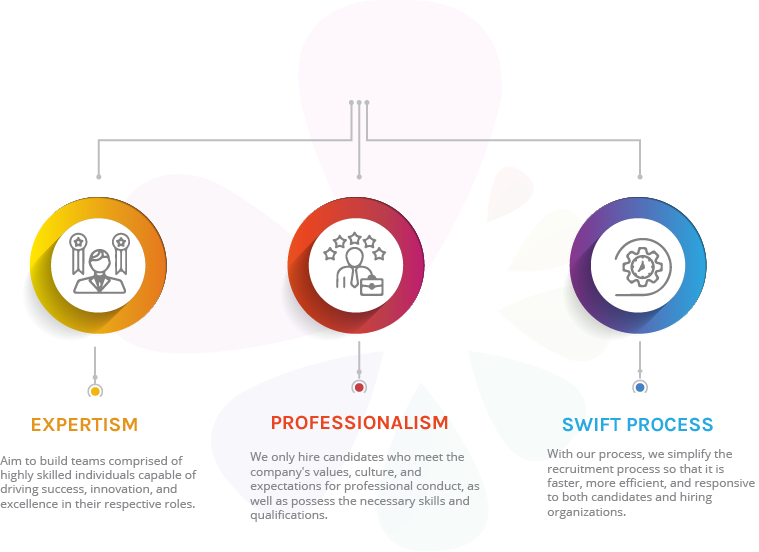 EXPERTISM
Aim to build teams comprised of
highly skilled individuals capable of
driving success, innovation, and
excellence in their respective roles.
PROFESSIONALISM
We only hire candidates who meet the
company's values, culture, and
expectations for professional conduct, as
well as possess the necessary skills and
qualifications.
SWIFT PROCESS
With our process, we simplify the
recruitment process so that it is
faster, more efficient, and responsive
to both candidates and hiring
organizations.